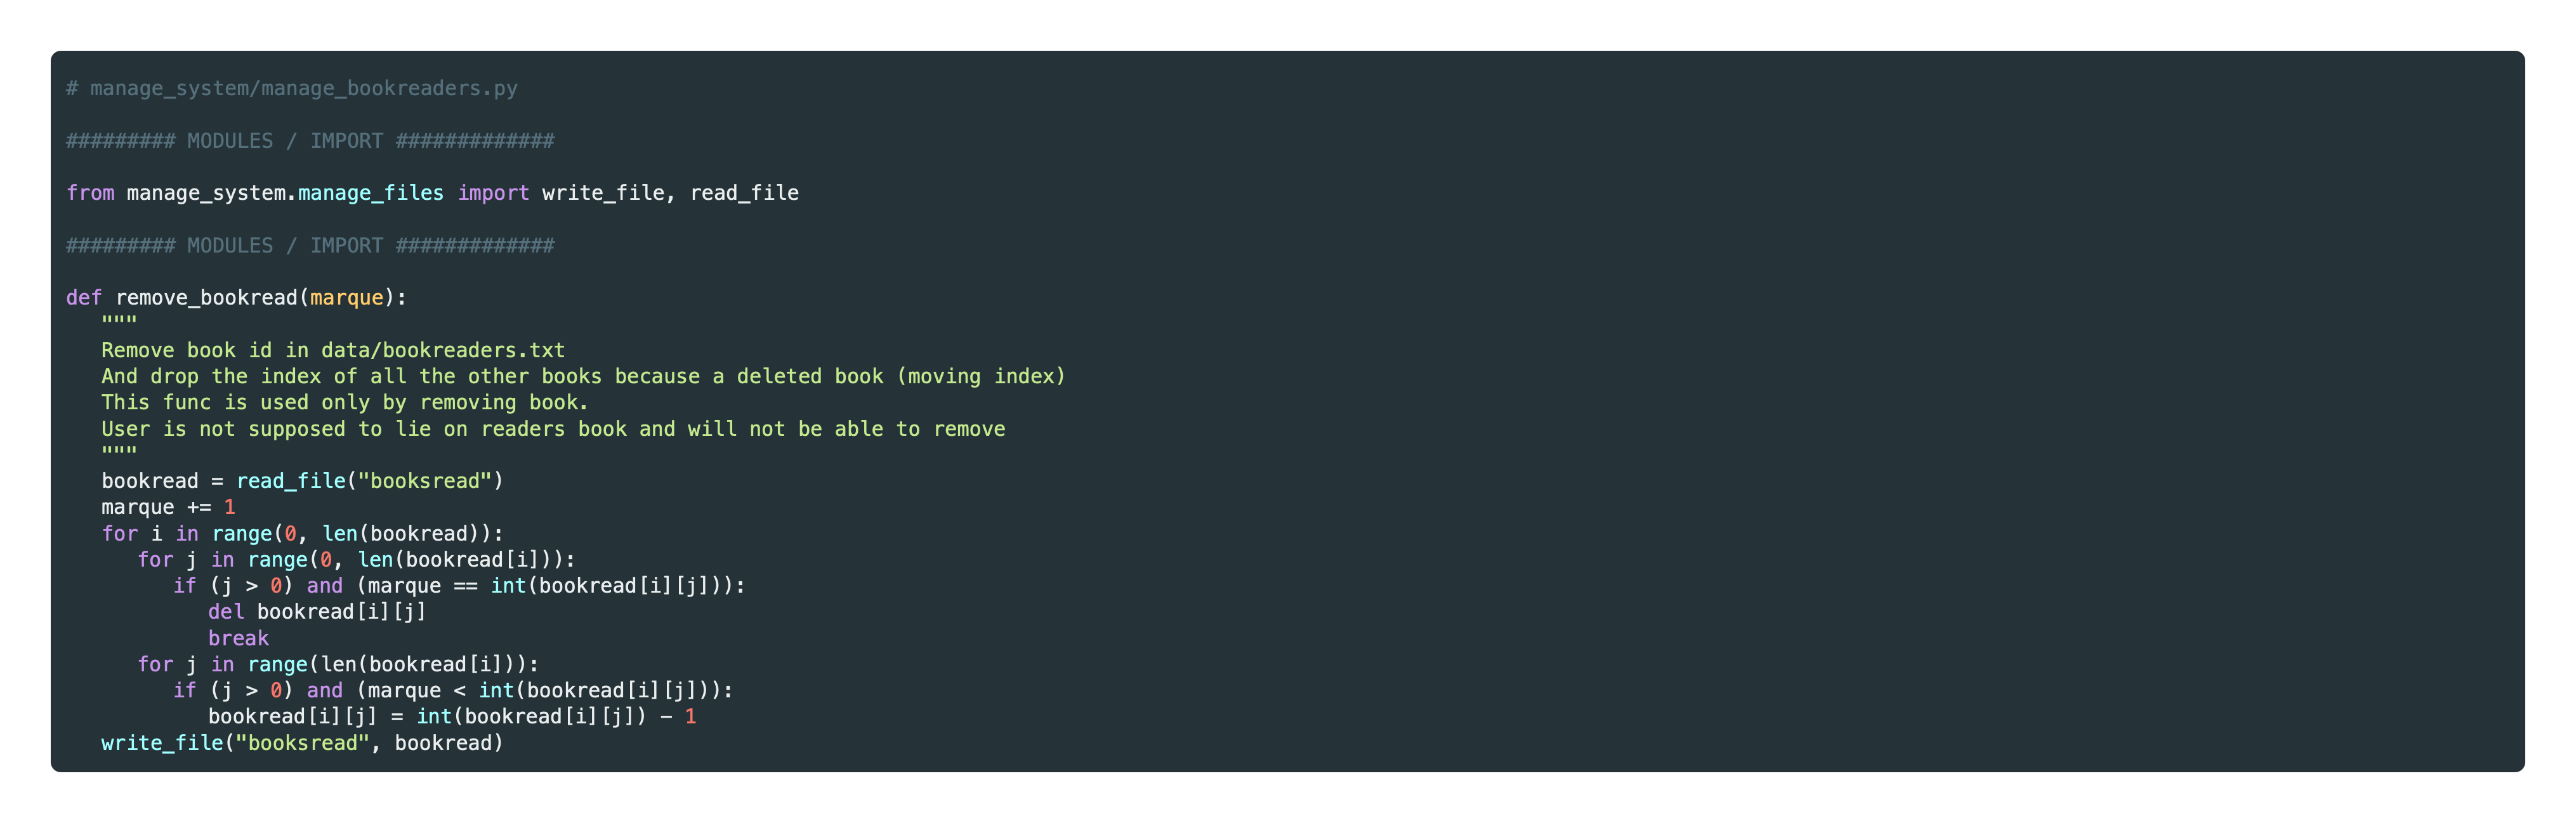 # manage_system/manage_bookreaders.py
######### MODULES / IMPORT #############
from manage_system.manage_files import write_file, read_file
######### MODULES / IMPORT #############
def remove_bookread(marque):
   """
   Remove book id in data/bookreaders.txt
   And drop the index of all the other books because a deleted book (moving index)
   This func is used only by removing book.
   User is not supposed to lie on readers book and will not be able to remove
   """
   bookread = read_file("booksread")
   marque += 1
   for i in range(0, len(bookread)):
      for j in range(0, len(bookread[i])):
         if (j > 0) and (marque == int(bookread[i][j])):
            del bookread[i][j]
            break
      for j in range(len(bookread[i])):
         if (j > 0) and (marque < int(bookread[i][j])):
            bookread[i][j] = int(bookread[i][j]) - 1
   write_file("booksread", bookread)